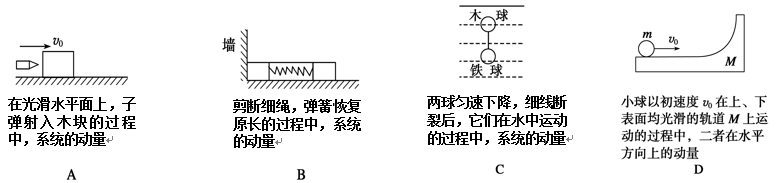 v₀
在光滑水平面上，子
弹射入木块的过程
中，系统的动量
A
墙
剪断细绳，弹簧恢复
原长的过程中，系统
的动量
B
木 球
铁 球
两球匀速下降，细线断
裂后，它们在水中运动
的过程中，系统的动量
C
m
v₀
M
小球以初速度 v₀ 在上、下
表面均光滑的轨道 M 上运
动的过程中，二者在水平
方向上的动量
D